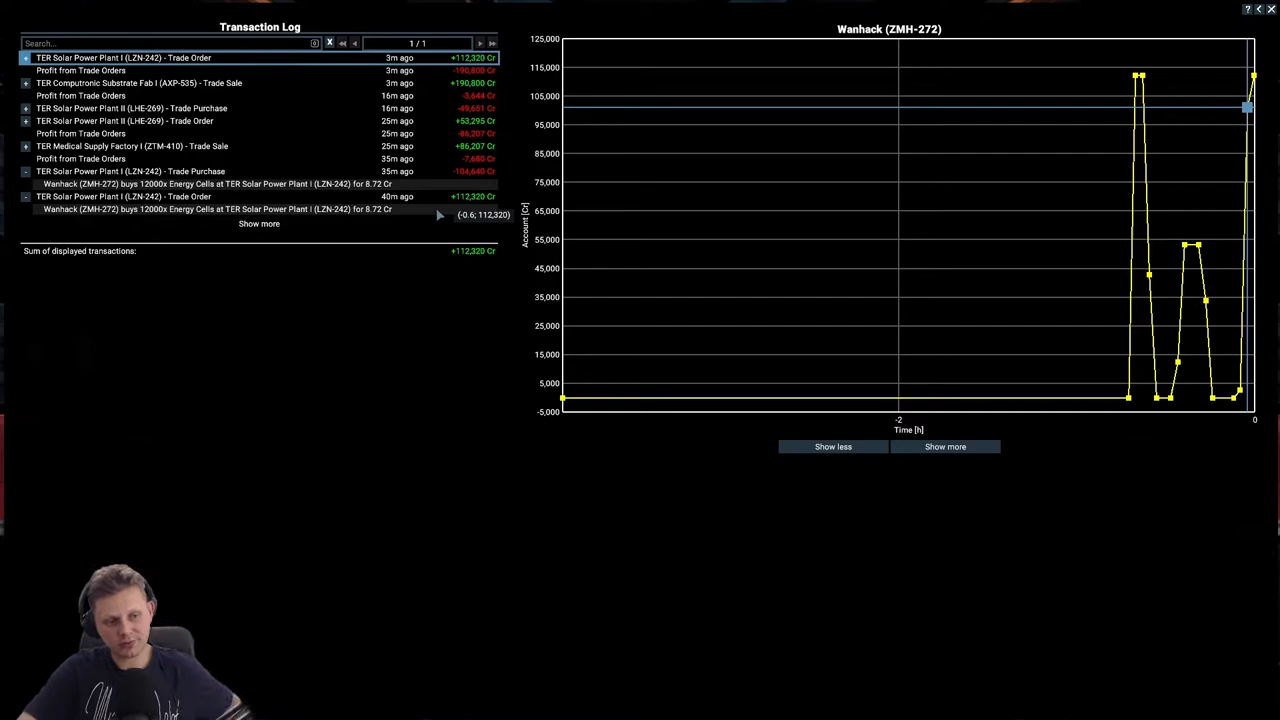 Transaction Log
Search...
0
X
1 / 1
+ TER Solar Power Plant I (LZN-242) - Trade Order 3m ago +112,320 Cr
Profit from Trade Orders 3m ago -190,800 Cr
+ TER Computronic Substrate Fab I (AXP-535) - Trade Sale 3m ago +190,800 Cr
Profit from Trade Orders 16m ago -3,644 Cr
+ TER Solar Power Plant II (LHE-269) - Trade Purchase 16m ago -49,651 Cr
+ TER Solar Power Plant II (LHE-269) - Trade Order 25m ago +53,295 Cr
Profit from Trade Orders 25m ago -86,207 Cr
+ TER Medical Supply Factory I (ZTM-410) - Trade Sale 25m ago +86,207 Cr
Profit from Trade Orders 35m ago -7,680 Cr
- TER Solar Power Plant I (LZN-242) - Trade Purchase 35m ago -104,640 Cr
Wanhack (ZMH-272) buys 12000x Energy Cells at TER Solar Power Plant I (LZN-242) for 8.72 Cr
- TER Solar Power Plant I (LZN-242) - Trade Order 40m ago +112,320 Cr
Wanhack (ZMH-272) buys 12000x Energy Cells at TER Solar Power Plant I (LZN-242) for 8.72 Cr
(-0.6; 112,320)
Show more
Sum of displayed transactions: +112,320 Cr
? 
Wanhack (ZMH-272)
125,000
115,000
105,000
95,000
85,000
75,000
65,000
55,000
45,000
35,000
25,000
15,000
5,000
-5,000
Account [Cr]
-2
0
Time [h]
Show less
Show more